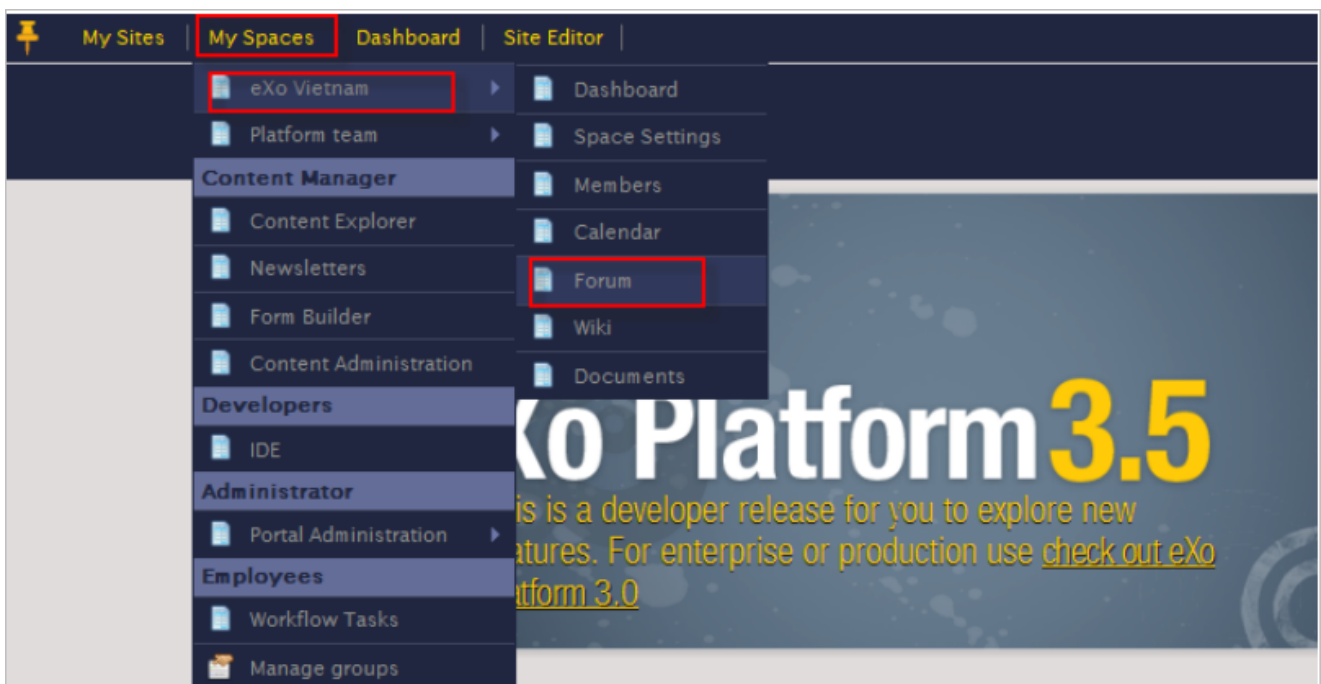 My Sites My Spaces Dashboard Site Editor
eXo Vietnam
Platform team
Content Manager
Content Explorer
Newsletters
Form Builder
Content Administration
Developers
IDE
Administrator
Portal Administration
Employees
Workflow Tasks
Manage groups
Dashboard
Space Settings
Members
Calendar
Forum
Wiki
Documents
Xo Platform 3.5
is is a developer release for you to explore new
atures. For enterprise or production use check out eXo
atform 3.0